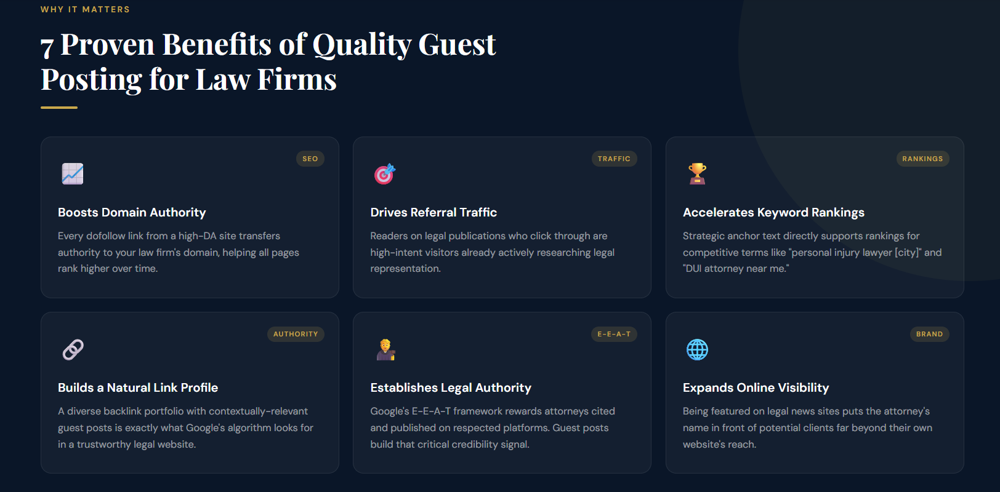 WHY IT MATTERS
7 Proven Benefits of Quality Guest
Posting for Law Firms
SEO
Boosts Domain Authority
Every dofollow link from a high-DA site transfers
authority to your law firm's domain, helping all pages
rank higher over time.
TRAFFIC
Drives Referral Traffic
Readers on legal publications who click through are
high-intent visitors already actively researching legal
representation.
RANKINGS
Accelerates Keyword Rankings
Strategic anchor text directly supports rankings for
competitive terms like "personal injury lawyer [city]" and
"DUI attorney near me."
AUTHORITY
Builds a Natural Link Profile
A diverse backlink portfolio with contextually-relevant
guest posts is exactly what Google's algorithm looks for
in a trustworthy legal website.
E-E-A-T
Establishes Legal Authority
Google's E-E-A-T framework rewards attorneys cited
and published on respected platforms. Guest posts
build that critical credibility signal.
BRAND
Expands Online Visibility
Being featured on legal news sites puts the attorney's
name in front of potential clients far beyond their own
website's reach.